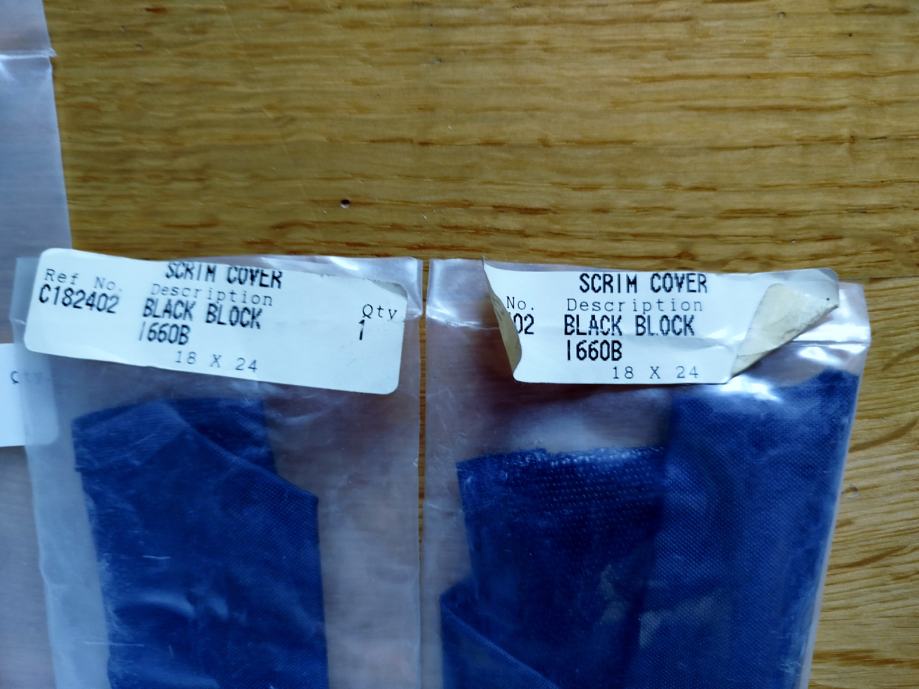 SCRIM COVER
Ref No. Description Qty
C182402 BLACK BLOCK 1
1660B
18 X 24
SCRIM COVER
No. Description
02 BLACK BLOCK
1660B
18 X 24
Qty